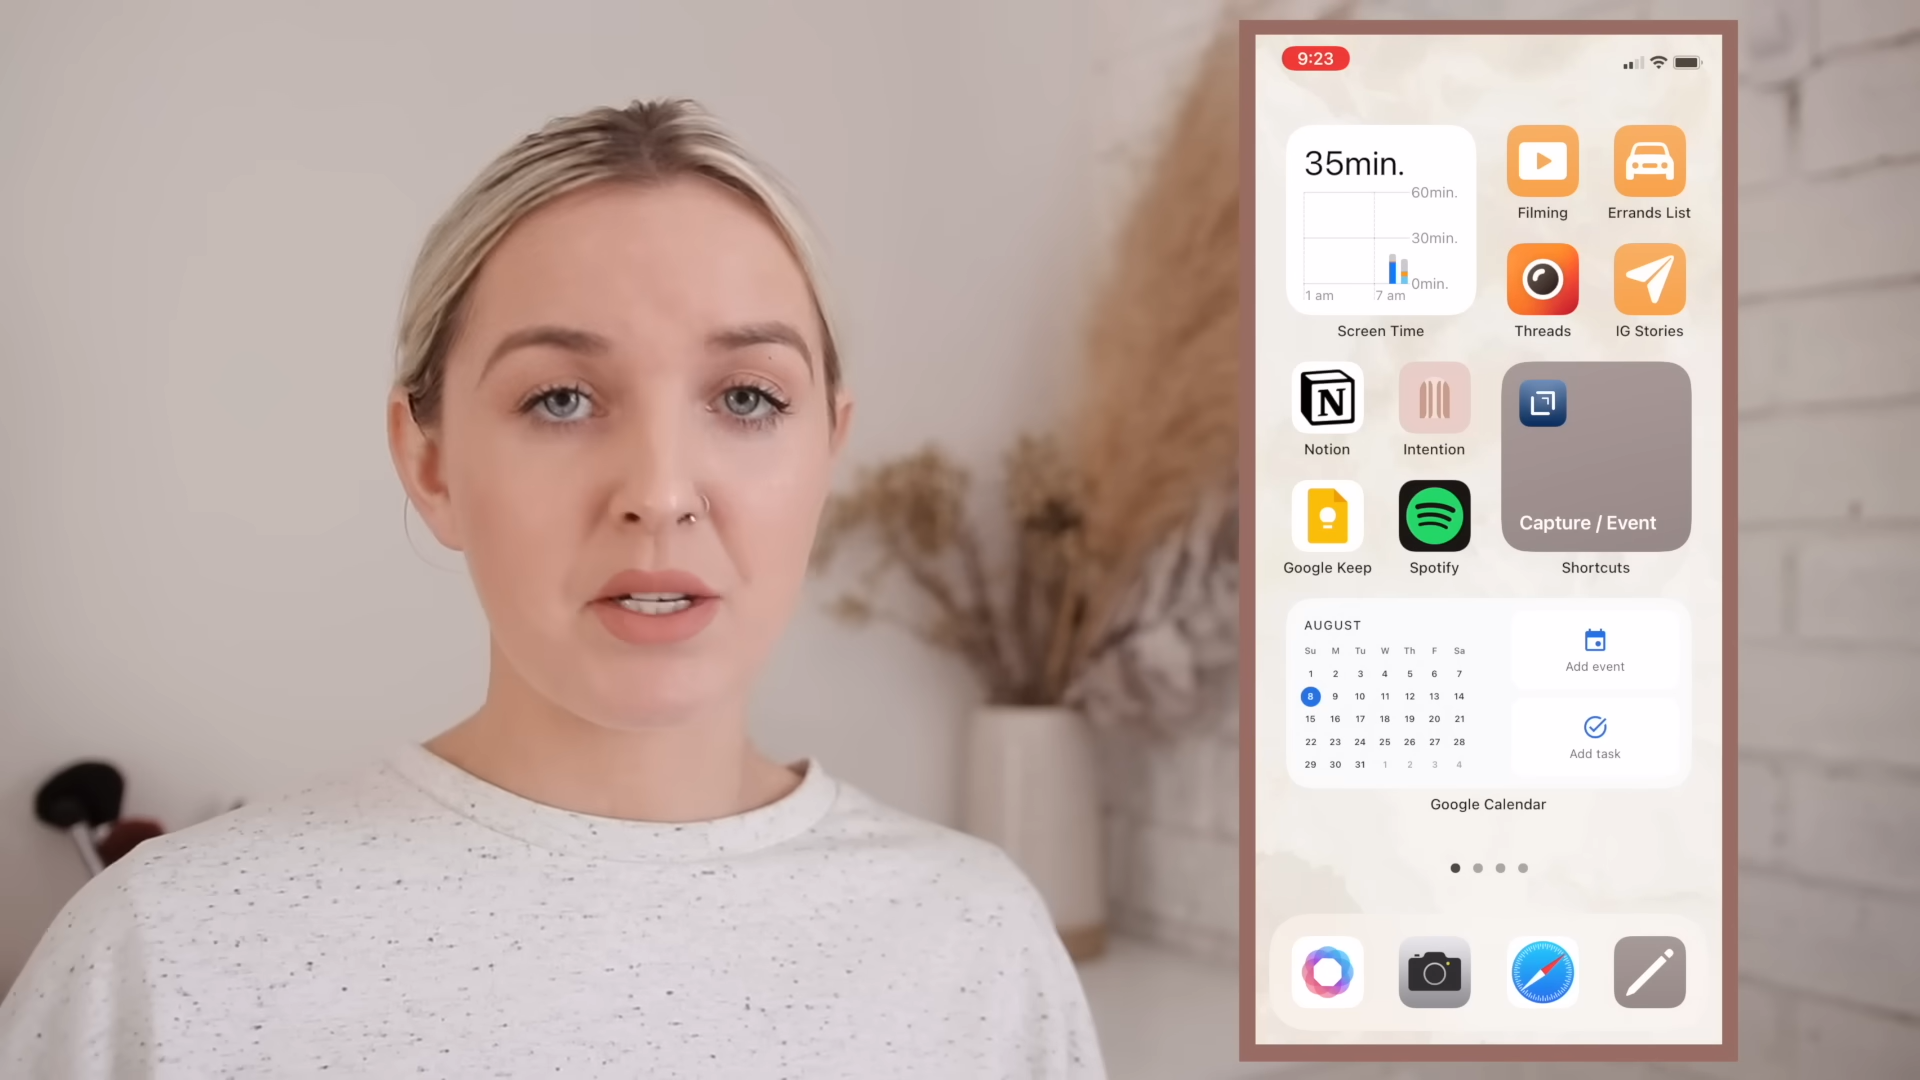 9:23
35min.
60min.
30min.
0min.
1 am 7 am
Screen Time
Filming
Errands List
Threads
IG Stories
N
Notion
Intention
Capture / Event
Google Keep
Spotify
Shortcuts
AUGUST
Su M Tu W Th F Sa
1 2 3 4 5 6 7
8 9 10 11 12 13 14
15 16 17 18 19 20 21
22 23 24 25 26 27 28
29 30 31 1 2 3 4
Add event
Add task
Google Calendar